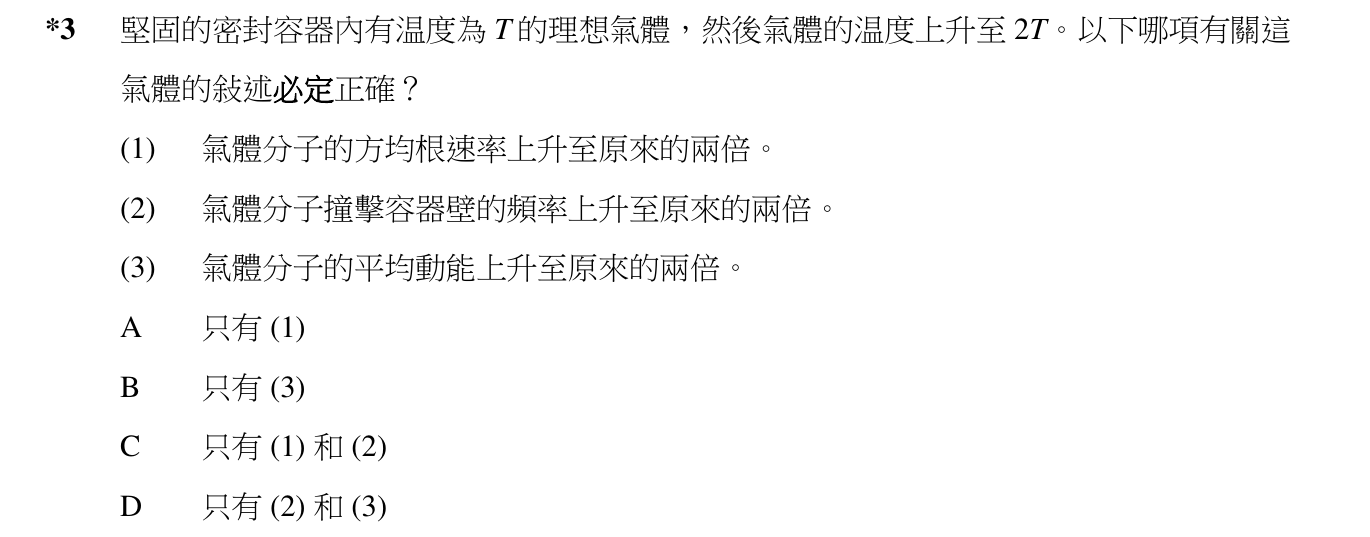 *3 堅固的密封容器內有温度為 T 的理想氣體，然後氣體的温度上升至 2T。以下哪項有關這
氣體的敍述必定正確？
(1) 氣體分子的方均根速率上升至原來的兩倍。
(2) 氣體分子撞擊容器壁的頻率上升至原來的兩倍。
(3) 氣體分子的平均動能上升至原來的兩倍。
A 只有 (1)
B 只有 (3)
C 只有 (1) 和 (2)
D 只有 (2) 和 (3)